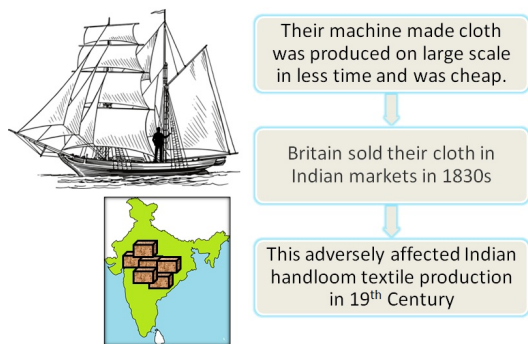 Their machine made cloth
was produced on large scale
in less time and was cheap.
Britain sold their cloth in
Indian markets in 1830s
This adversely affected Indian
handloom textile production
in 19th Century